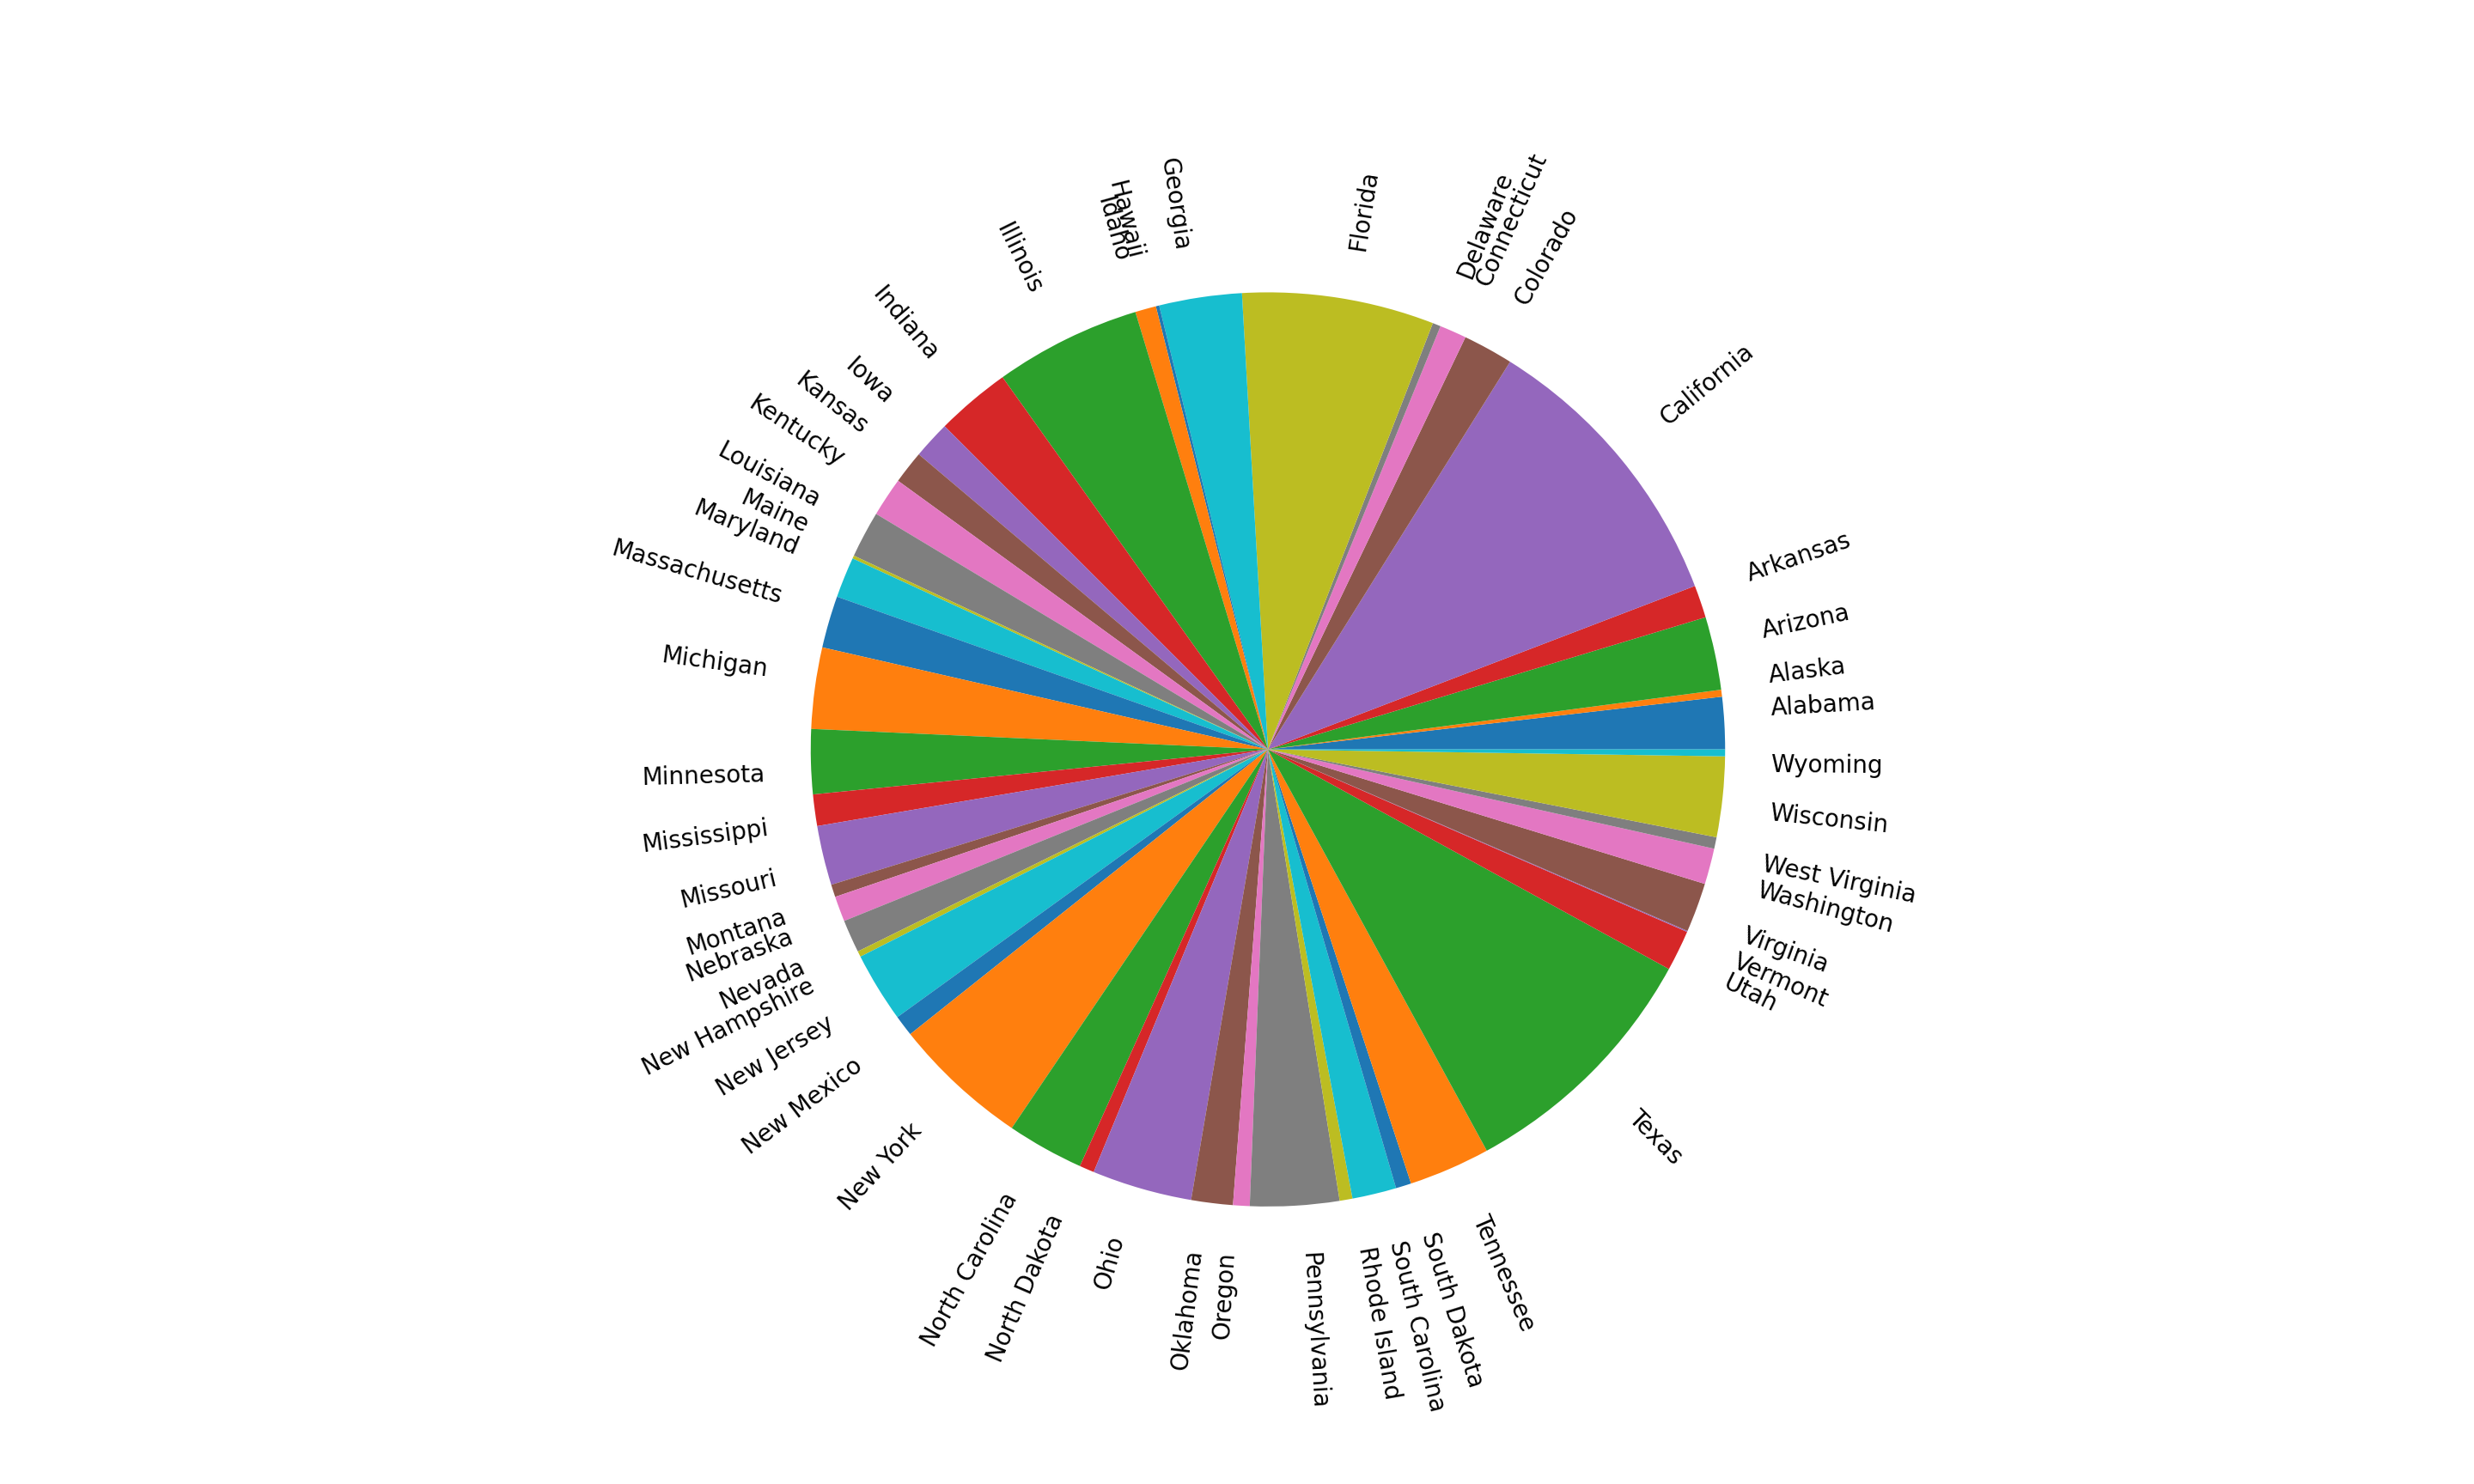 Georgia
Florida
Delaware
Connecticut
Colorado
Hawaii
Idaho
Illinois
Indiana
California
Iowa
Kansas
Kentucky
Louisiana
Maine
Maryland
Massachusetts
Arkansas
Arizona
Michigan
Alaska
Alabama
Minnesota
Wyoming
Mississippi
Wisconsin
Missouri
West Virginia
Washington
Montana
Nebraska
Virginia
Nevada
Vermont
Utah
New Hampshire
New Jersey
New Mexico
New York
Texas
North Carolina
North Dakota
Ohio
Oklahoma
Oregon
Pennsylvania
Rhode Island
South Carolina
South Dakota
Tennessee